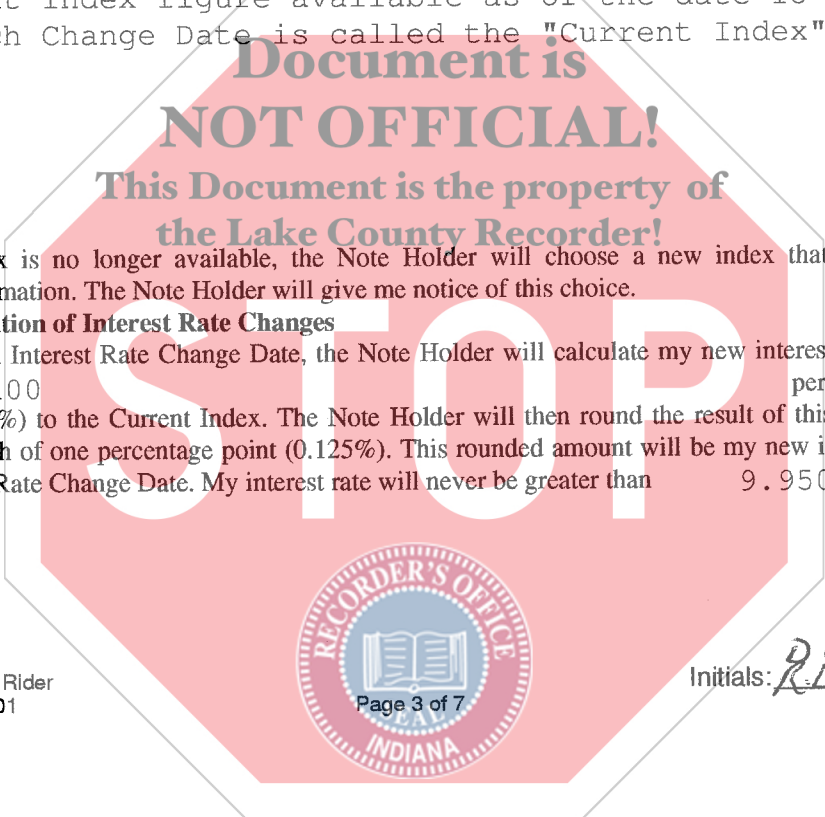 t index figure available as of the date
ch Change Date is called the "Current Index"
Document is
NOT OFFICIAL!
This Document is the property of
the Lake County Recorder!
x is no longer available, the Note Holder will choose a new index that
mation. The Note Holder will give me notice of this choice.
tion of Interest Rate Changes
Interest Rate Change Date, the Note Holder will calculate my new interes
00 per
%) to the Current Index. The Note Holder will then round the result of this
h of one percentage point (0.125%). This rounded amount will be my new i
Rate Change Date. My interest rate will never be greater than 9.950
STOP
RECORDER'S OFFICE
SEAL
INDIANA
Rider
01
Page 3 of 7
Initials: